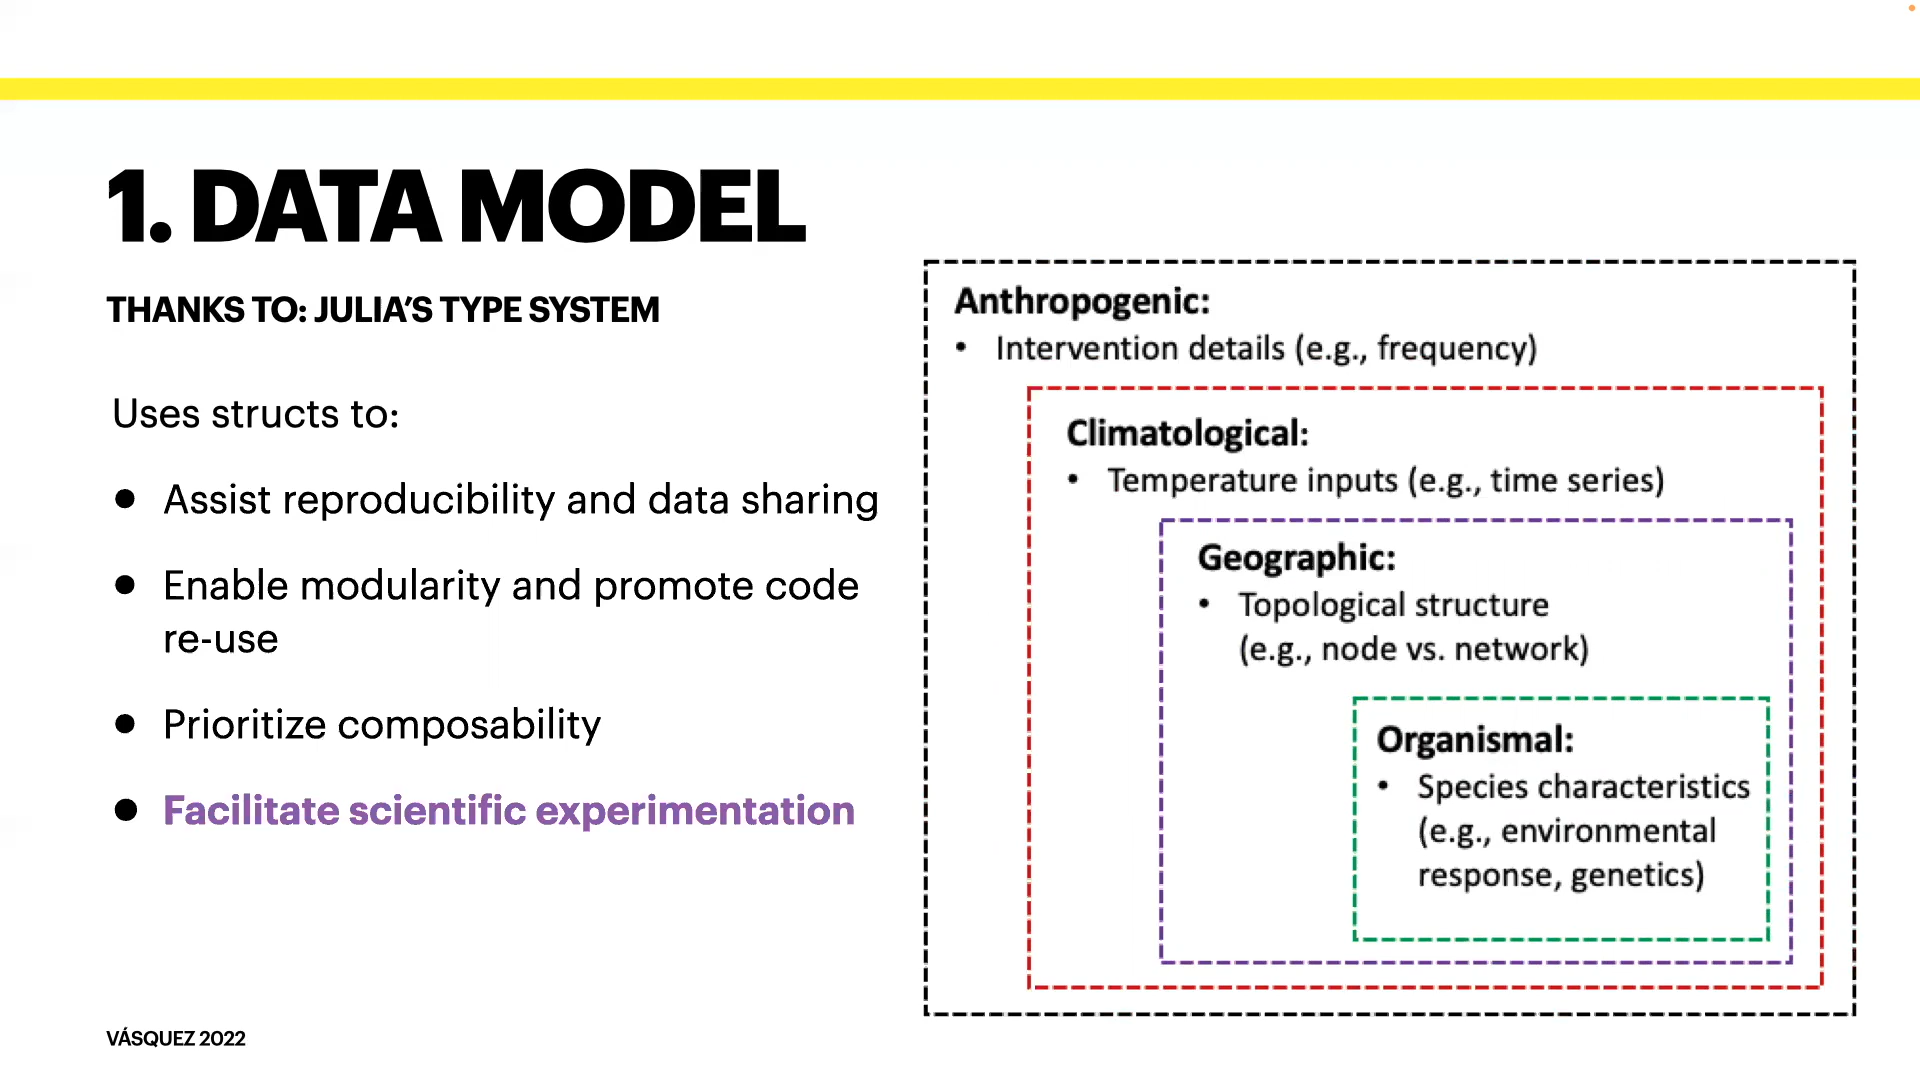 1. DATA MODEL
THANKS TO: JULIA'S TYPE SYSTEM
Uses structs to:
● Assist reproducibility and data sharing
● Enable modularity and promote code
re-use
● Prioritize composability
● Facilitate scientific experimentation
Anthropogenic:
• Intervention details (e.g., frequency)
Climatological:
• Temperature inputs (e.g., time series)
Geographic:
• Topological structure
(e.g., node vs. network)
Organismal:
• Species characteristics
(e.g., environmental
response, genetics)
VÁSQUEZ 2022